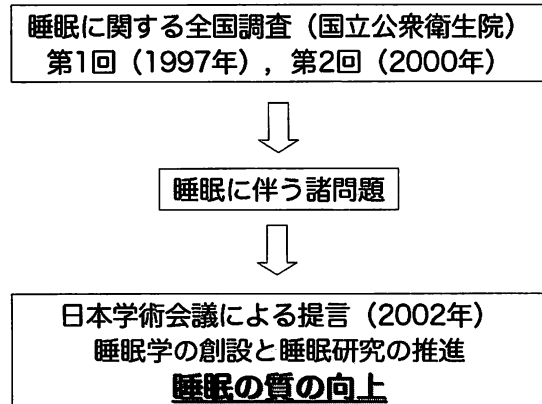 睡眠に関する全国調査（国立公衆衛生院）
第1回（1997年），第2回（2000年）
睡眠に伴う諸問題
日本学術会議による提言（2002年）
睡眠学の創設と睡眠研究の推進
睡眠の質の向上